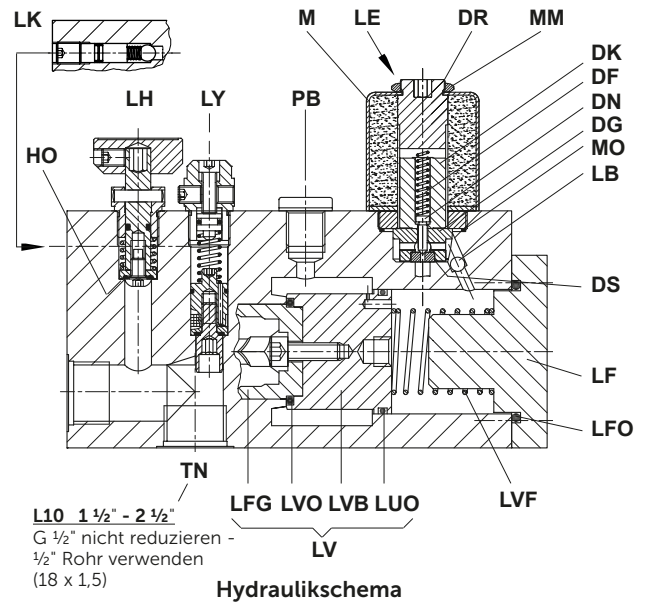 LK
M
LE
DR
MM
LH
LY
PB
DK
DF
DN
DG
MO
LB
HO
DS
LF
LFO
LVF
TN
L10 1 ½" - 2 ½"
G ½" nicht reduzieren -
½" Rohr verwenden
(18 x 1,5)
LFG LVO LVB LUO
LV
Hydraulikschema